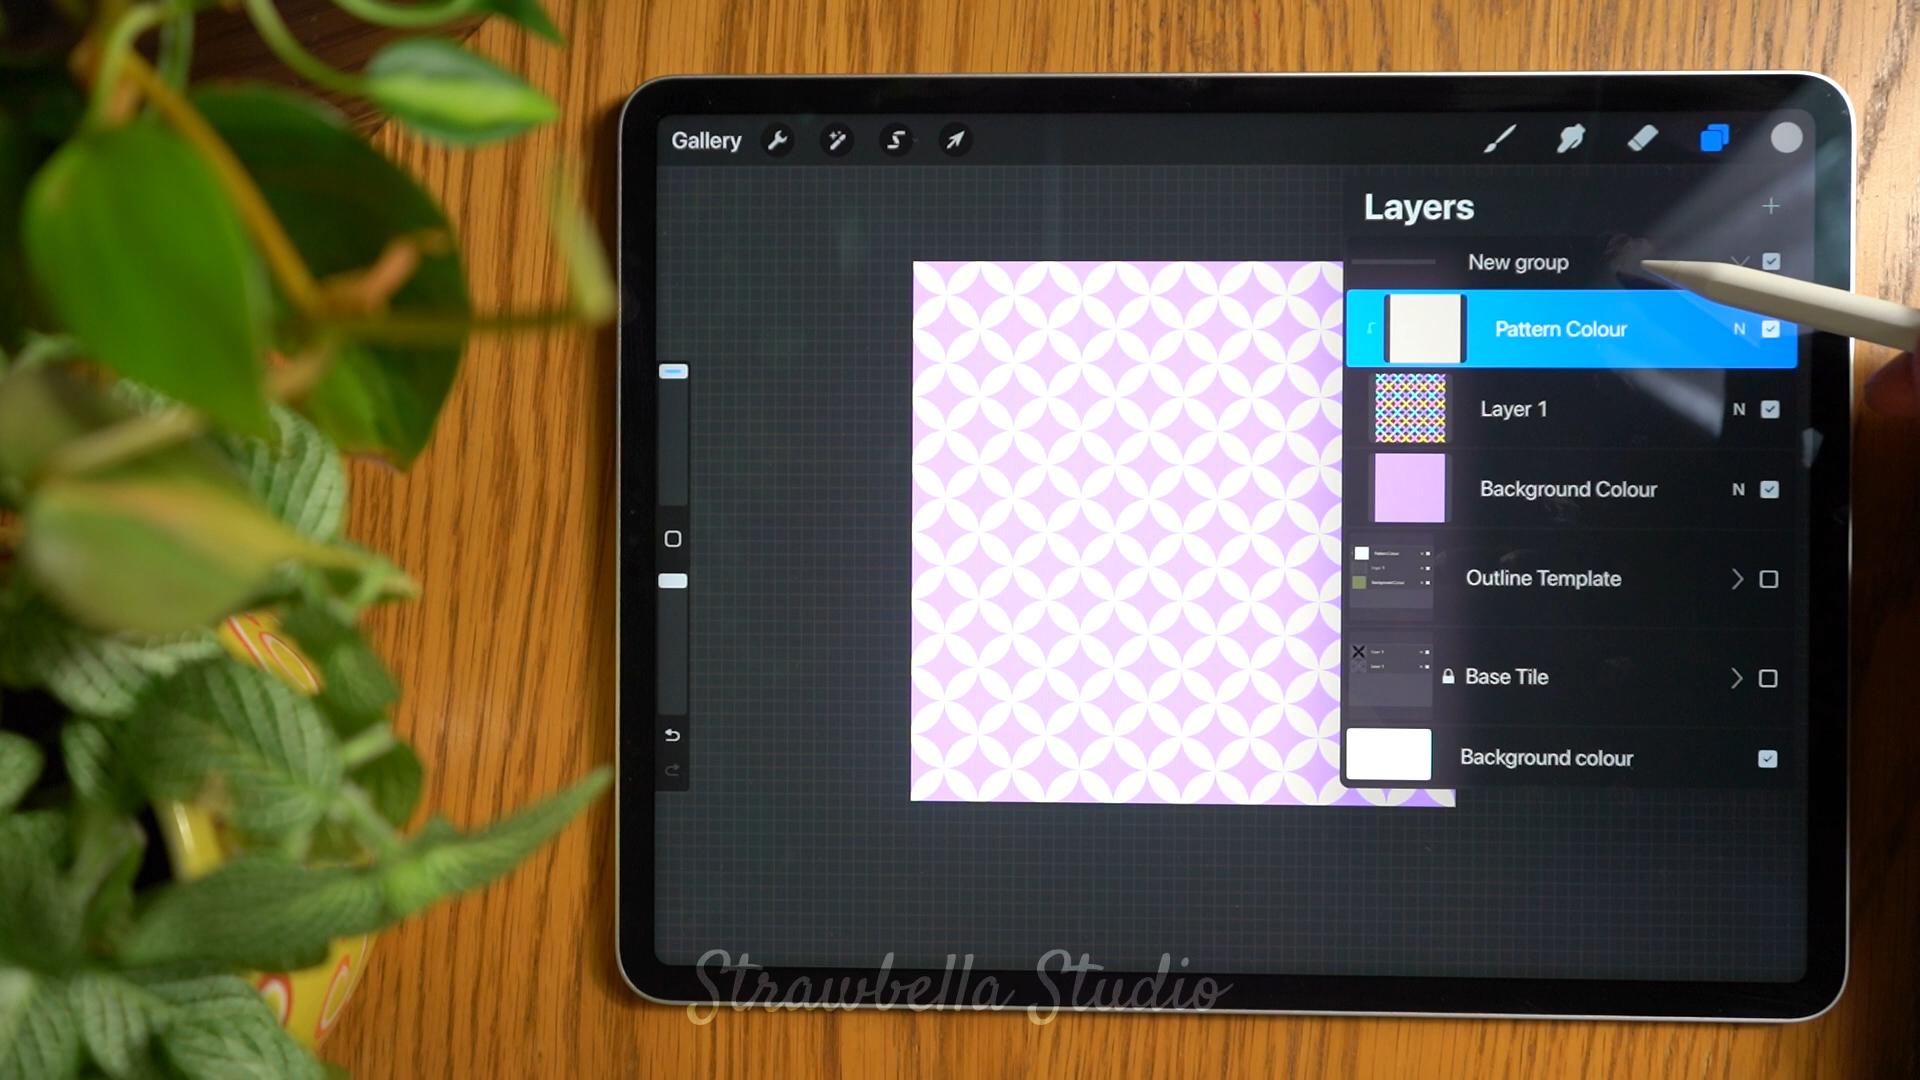 Gallery
Layers
New group
Pattern Colour
N
Layer 1
N
Background Colour
N
Outline Template
Base Tile
Background colour
Strawbella Studio